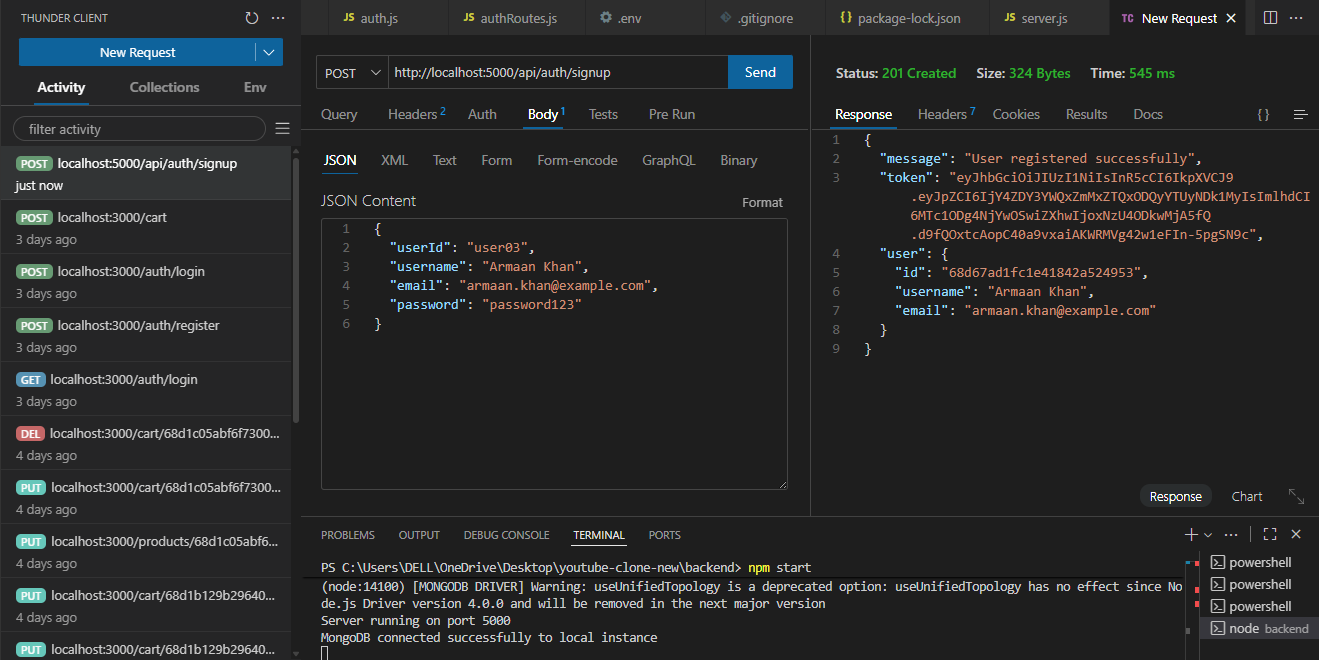 THUNDER CLIENT
New Request
Activity Collections Env
filter activity
POST localhost:5000/api/auth/signup
just now
POST localhost:3000/cart
3 days ago
POST localhost:3000/auth/login
3 days ago
POST localhost:3000/auth/register
3 days ago
GET localhost:3000/auth/login
3 days ago
DEL localhost:3000/cart/68d1c05abf6f7300...
4 days ago
PUT localhost:3000/cart/68d1c05abf6f7300...
4 days ago
PUT localhost:3000/products/68d1c05abf6...
4 days ago
PUT localhost:3000/cart/68d1b129b29640...
4 days ago
PUT localhost:3000/cart/68d1b129b29640...
JS auth.js JS authRoutes.js .env .gitignore {} package-lock.json JS server.js TC New Request
POST http://localhost:5000/api/auth/signup Send
Query Headers 2 Auth Body 1 Tests Pre Run
JSON XML Text Form Form-encode GraphQL Binary
JSON Content Format
1 {
2 "userId": "user03",
3 "username": "Armaan Khan",
4 "email": "armaan.khan@example.com",
5 "password": "password123"
6 }
Status: 201 Created Size: 324 Bytes Time: 545 ms
Response Headers 7 Cookies Results Docs {}
1 {
2 "message": "User registered successfully",
3 "token": "eyJhbGciOiJIUzI1NiIsInR5cCI6IkpXVCJ9
.eyJpZCI6IjY4ZDY3YWQxZmMxZTQxODQyYTUyNDk1MyIsImlhdCI
6MTc1ODg4NjYwOSwiZXhwIjoxNzU4ODkwMjA5fQ
.d9fQOxtcAopC40a9vxaiAKWRMVg42w1eFIn-5pgSN9c",
4 "user": {
5 "id": "68d67ad1fc1e41842a524953",
6 "username": "Armaan Khan",
7 "email": "armaan.khan@example.com"
8 }
9 }
Response Chart
PROBLEMS OUTPUT DEBUG CONSOLE TERMINAL PORTS
PS C:\Users\DELL\OneDrive\Desktop\youtube-clone-new\backend> npm start
(node:14100) [MONGODB DRIVER] Warning: useUnifiedTopology is a deprecated option: useUnifiedTopology has no effect since No
de.js Driver version 4.0.0 and will be removed in the next major version
Server running on port 5000
MongoDB connected successfully to local instance
powershell
powershell
powershell
node backend